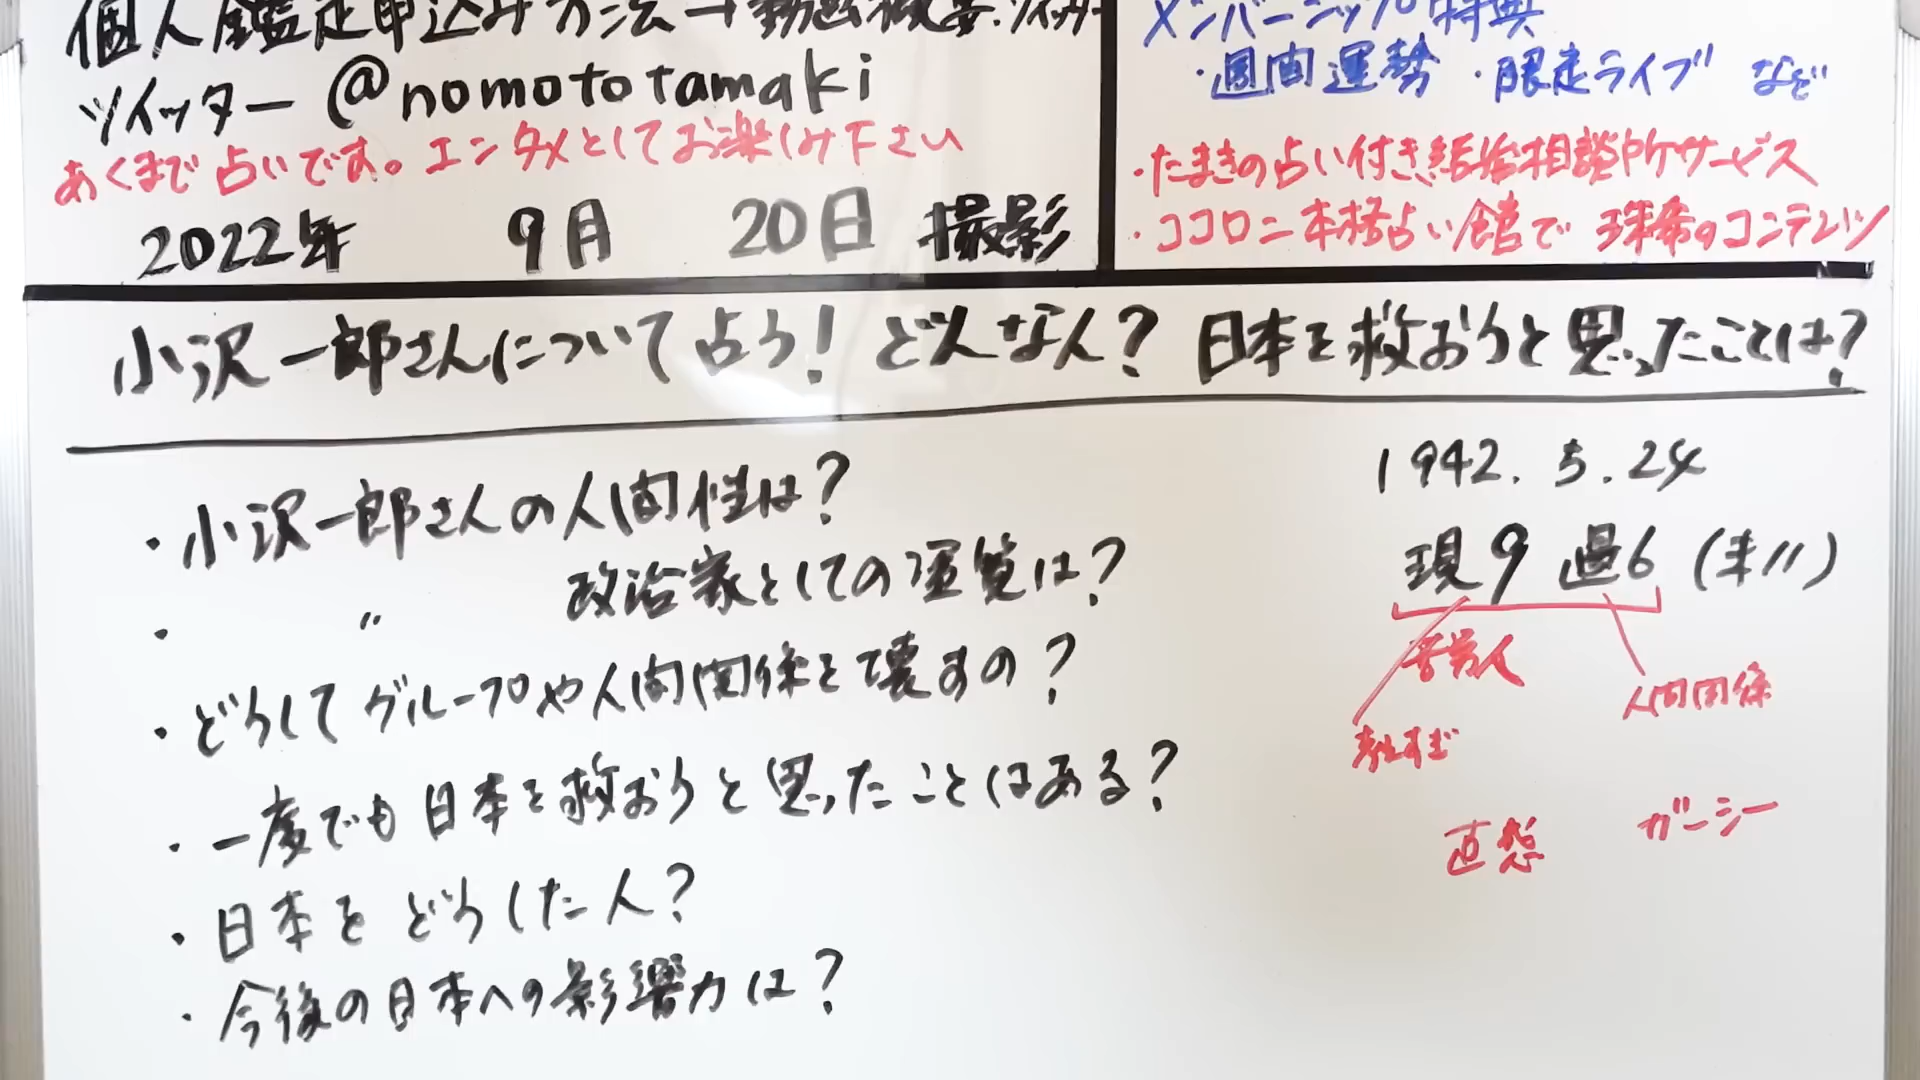 個人鑑定申込み方法→動画概要・ツイッター
ツイッター @nomototamaki
あくまで占いです。エンタメとしてお楽しみ下さい
2022年 9月 20日 撮影
メンバーシップ特典
・週間運勢 ・限定ライブ など
・たまきの占い付き結婚相談所サービス
・ココロニ本格占い館で 珠希のコンテンツ
小沢一郎さんについて占う! どんな人? 日本を救おうと思ったことは?
・小沢一郎さんの人間性は?
・ 〃 政治家としての運気は?
・どうしてグループや人間関係を壊すの?
・一度でも日本を救おうと思ったことはある?
・日本をどうした人?
・今後の日本への影響力は?
1942. 5. 24
現9 過6 (未11)
苦労人
人間関係
直感 ガーシー